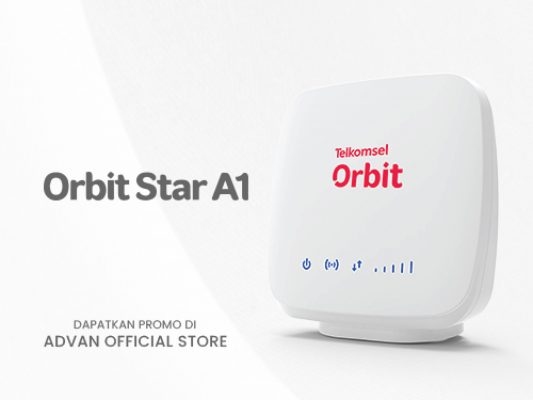 Orbit Star A1
DAPATKAN PROMO DI
ADVAN OFFICIAL STORE
Telkomsel
Orbit